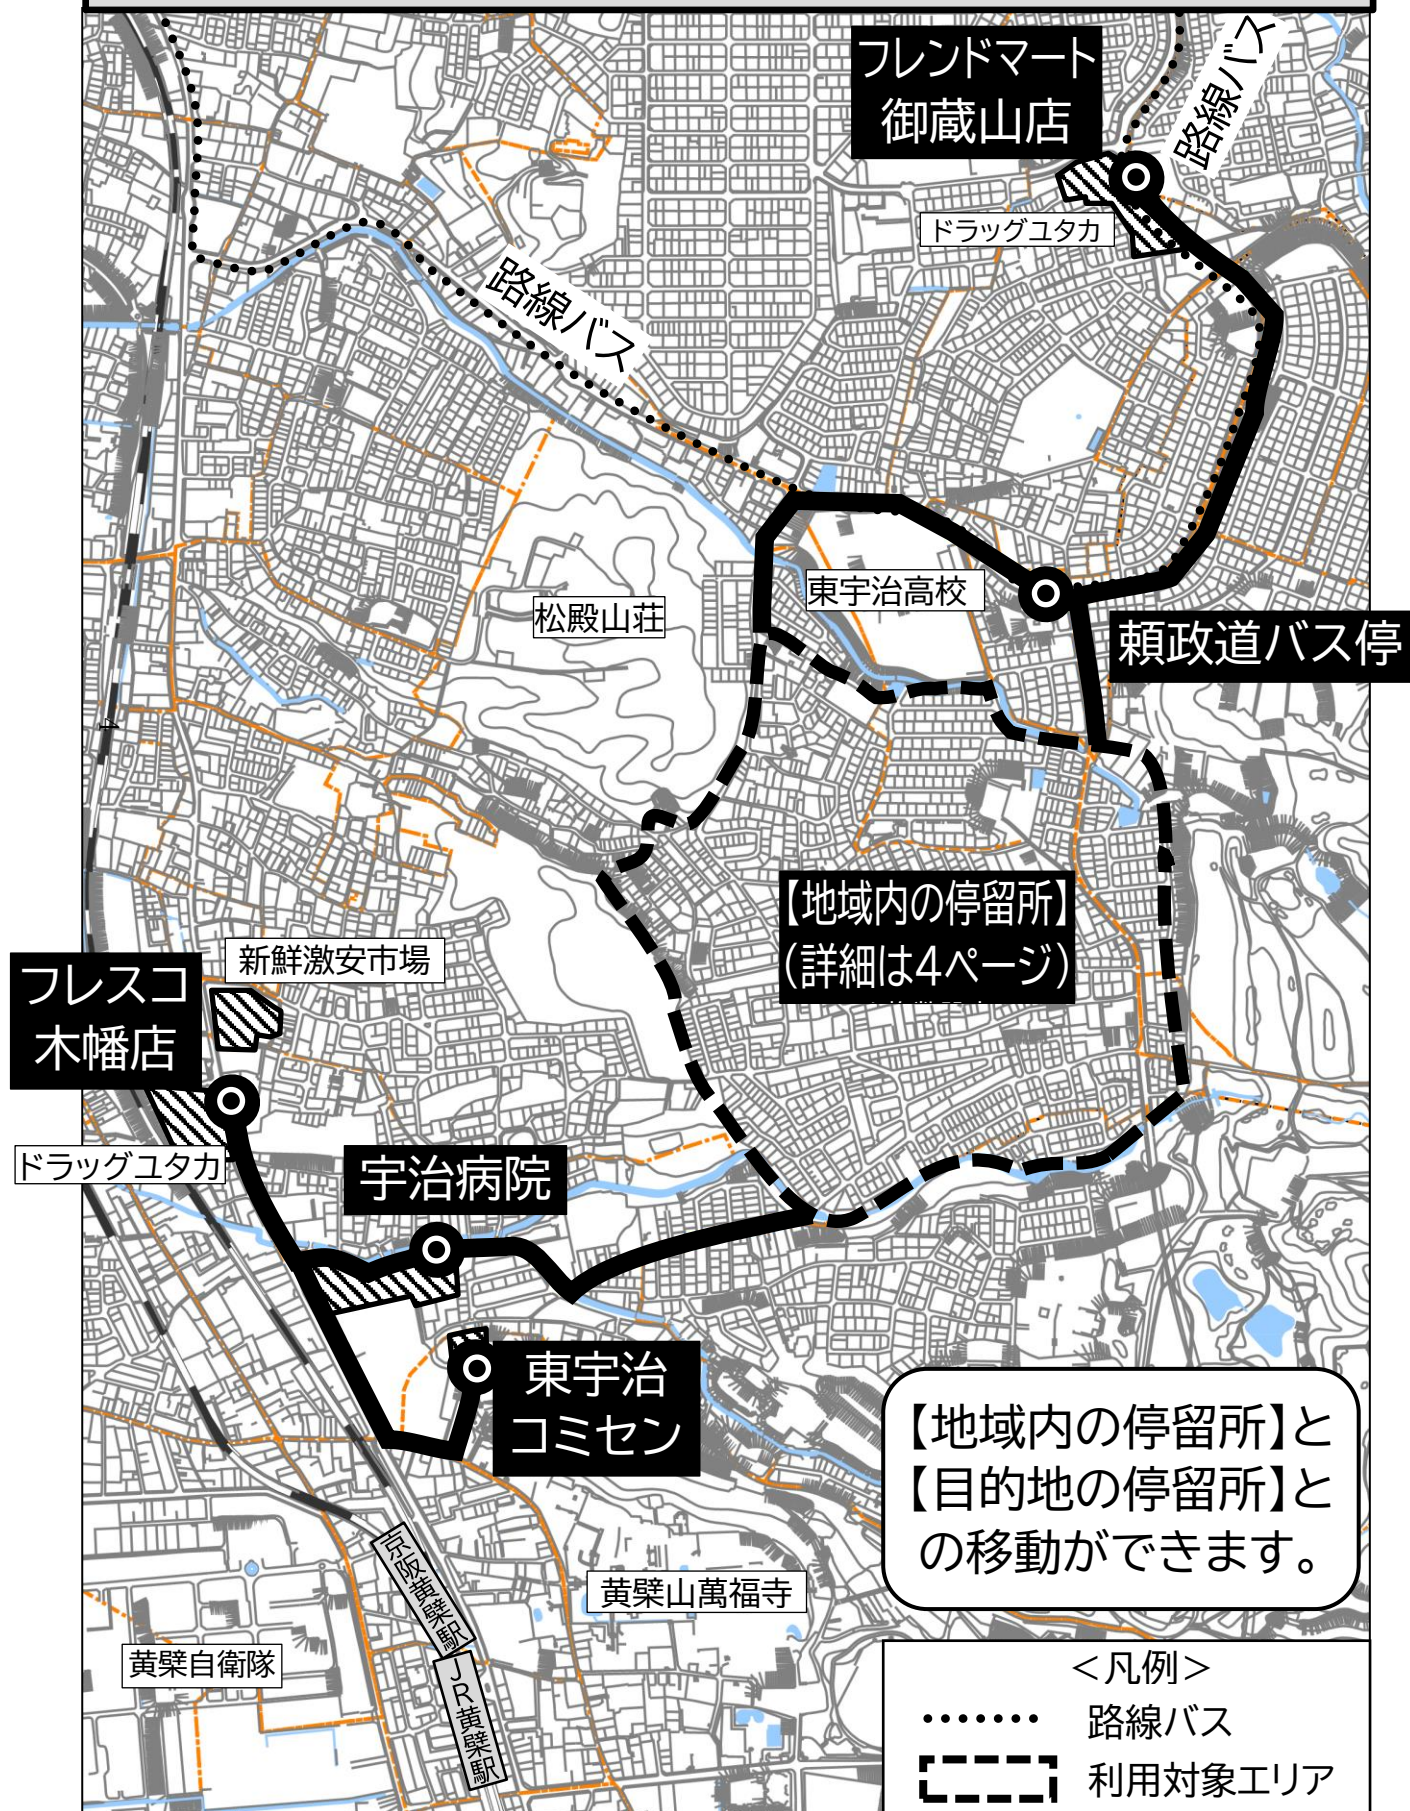 フレンドマート
御蔵山店
路線バス
ドラッグユタカ
路線バス
東宇治高校
松殿山荘
頼政道バス停
【地域内の停留所】
（詳細は4ページ）
新鮮激安市場
フレスコ
木幡店
ドラッグユタカ
宇治病院
東宇治
コミセン
【地域内の停留所】と
【目的地の停留所】と
の移動ができます。
京阪黄檗駅
黄檗山萬福寺
黄檗自衛隊
JR黄檗駅
＜凡例＞
路線バス
利用対象エリア